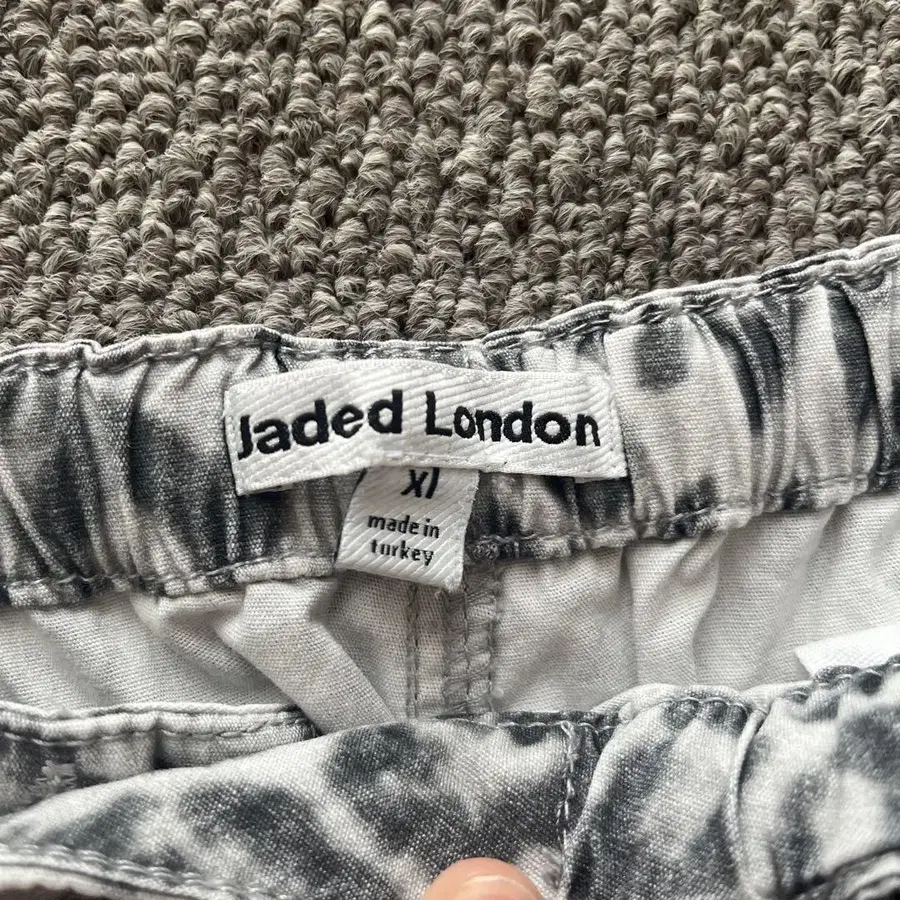 Jaded London
xl
made in
turkey